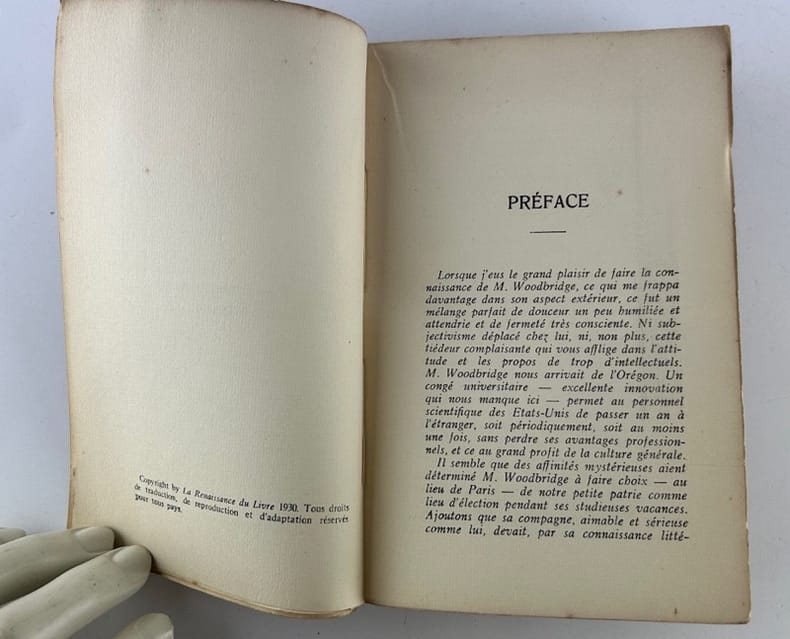 Copyright by La Renaissance du Livre 1930. Tous droits
de traduction, de reproduction et d'adaptation réservés
pour tous pays.
PRÉFACE
Lorsque j'eus le grand plaisir de faire la con-
naissance de M. Woodbridge, ce qui me frappa
davantage dans son aspect extérieur, ce fut un
mélange parfait de douceur un peu humiliée et
attendrie et de fermeté très consciente. Ni sub-
jectivisme déplacé chez lui, ni, non plus, cette
tiédeur complaisante qui vous afflige dans l'atti-
tude et les propos de trop d'intellectuels.
M. Woodbridge nous arrivait de l'Orégon. Un
congé universitaire — excellente innovation
qui nous manque ici — permet au personnel
scientifique des Etats-Unis de passer un an à
l'étranger, soit périodiquement, soit au moins
une fois, sans perdre ses avantages profession-
nels, et ce au grand profit de la culture générale.
Il semble que des affinités mystérieuses aient
déterminé M. Woodbridge à faire choix — au
lieu de Paris — de notre petite patrie comme
lieu d'élection pendant ses studieuses vacances.
Ajoutons que sa compagne, aimable et sérieuse
comme lui, devait, par sa connaissance litté-